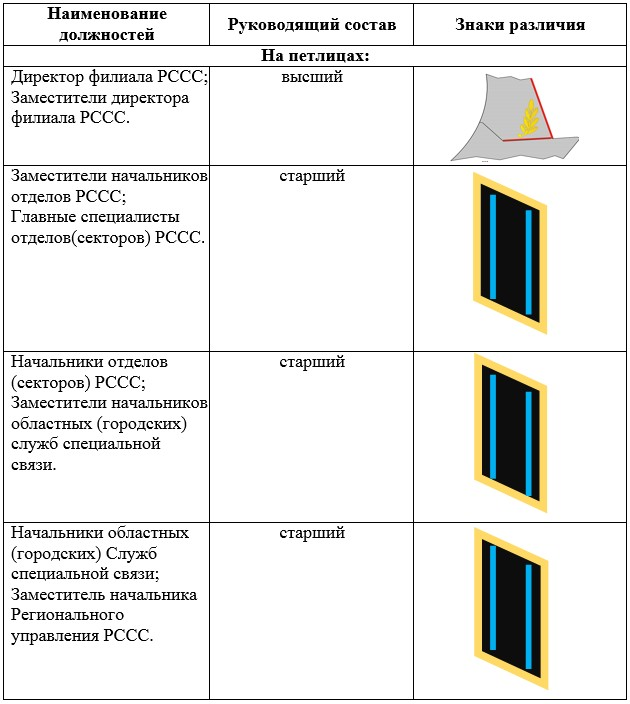 Наименование должностей
Руководящий состав
Знаки различия
На петлицах:
Директор филиала РССС;
Заместители директора
филиала РССС.
высший
Заместители начальников
отделов РССС;
Главные специалисты
отделов(секторов) РССС.
старший
Начальники отделов
(секторов) РССС;
Заместители начальников
областных (городских)
служб специальной
связи.
старший
Начальники областных
(городских) Служб
специальной связи;
Заместитель начальника
Регионального
управления РССС.
старший